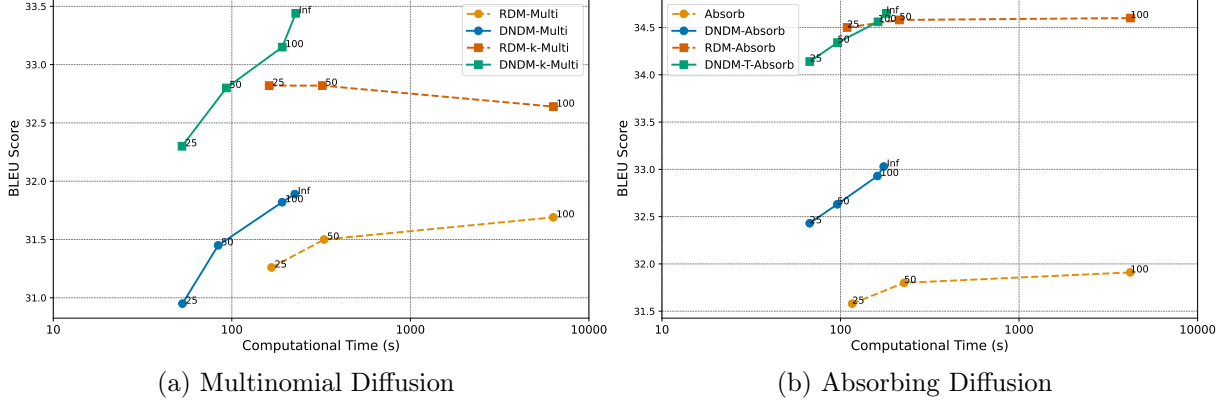 33.5
33.0
32.5
32.0
31.5
31.0
BLEU Score
10
100
1000
10000
Computational Time (s)
RDM-Multi
DNDM-Multi
RDM-k-Multi
DNDM-k-Multi
Inf
100
50
25
25
50
100
Inf
100
50
25
25
50
100
(a) Multinomial Diffusion
34.5
34.0
33.5
33.0
32.5
32.0
31.5
BLEU Score
10
100
1000
10000
Computational Time (s)
Absorb
DNDM-Absorb
RDM-Absorb
DNDM-T-Absorb
Inf
100
50
25
25
50
100
Inf
100
50
25
25
50
100
(b) Absorbing Diffusion